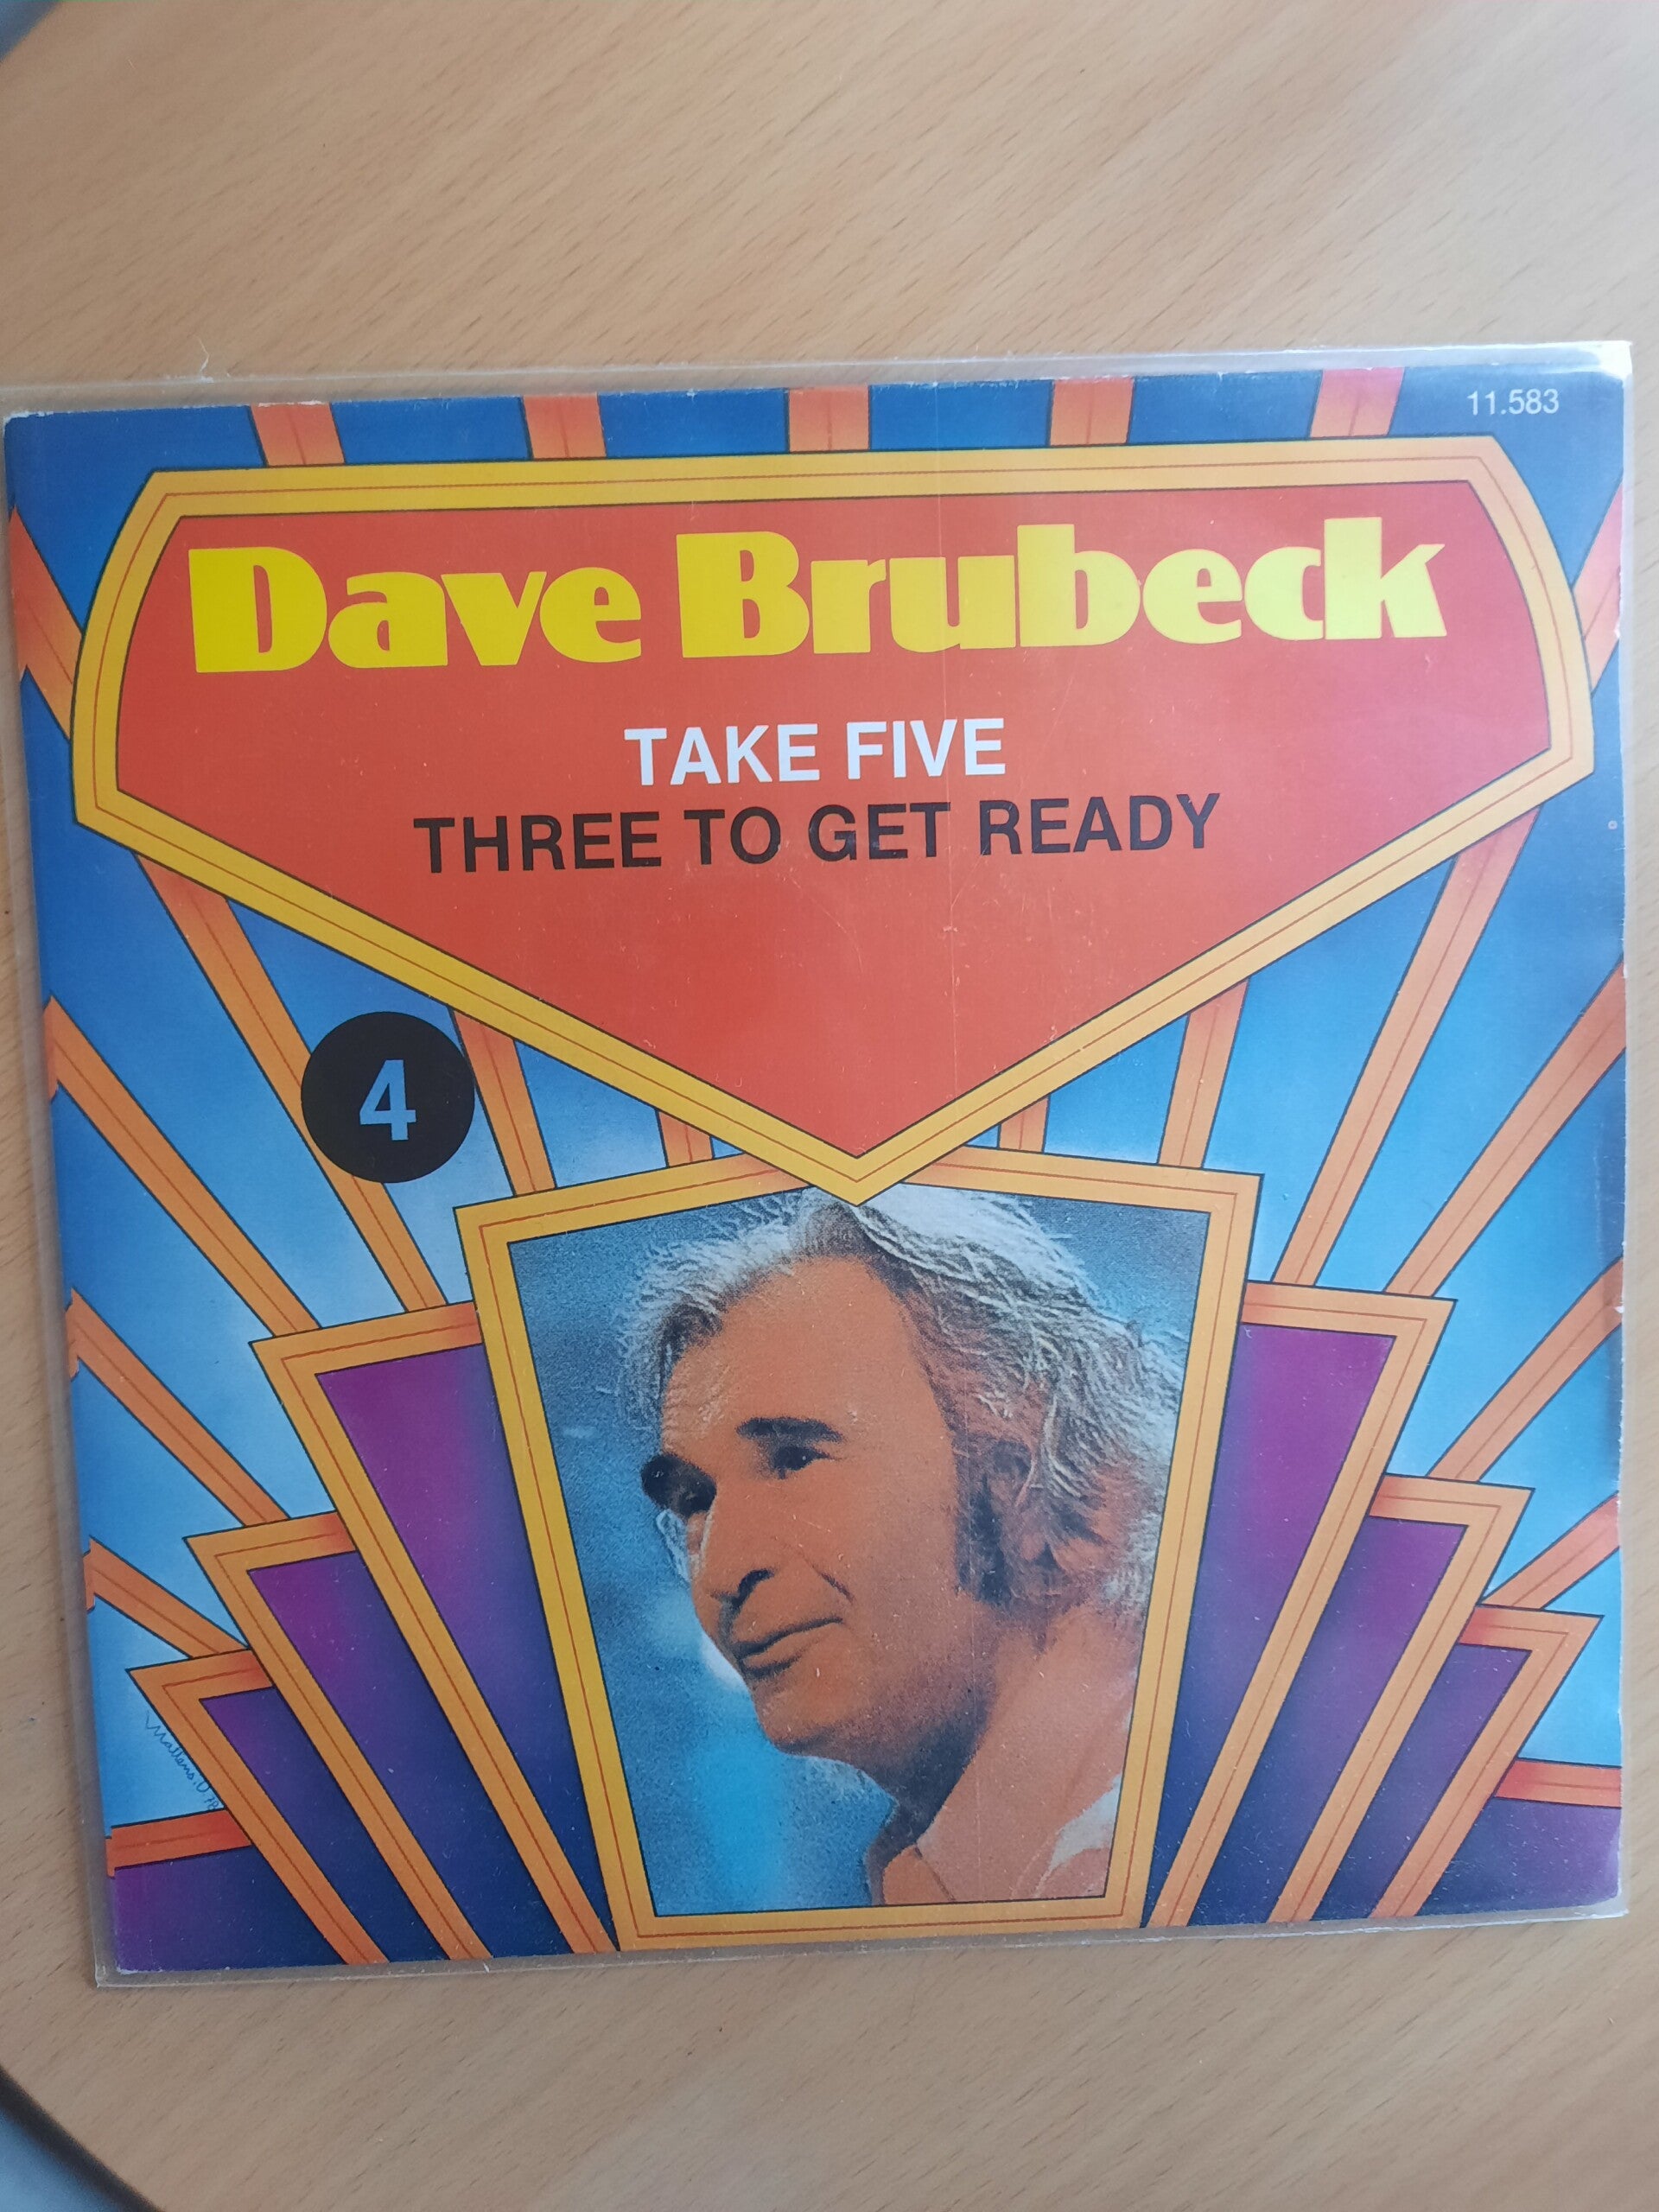 11.583
Dave Brubeck
TAKE FIVE
THREE TO GET READY
4